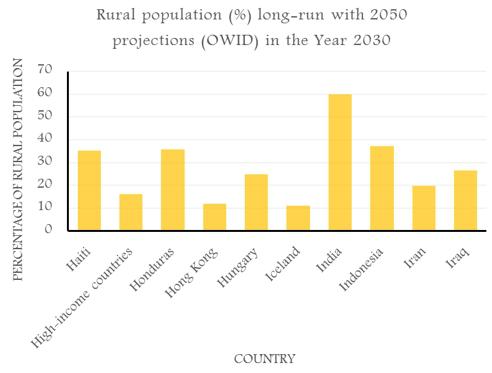 Rural population (%) long-run with 2050
projections (OWID) in the Year 2030
PERCENTAGE OF RURAL POPULATION
70
60
50
40
30
20
10
0
Haiti
High-income countries
Honduras
Hong Kong
Hungary
Iceland
India
Indonesia
Iran
Iraq
COUNTRY